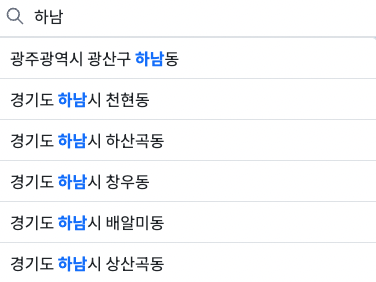 하남
광주광역시 광산구 하남동
경기도 하남시 천현동
경기도 하남시 하산곡동
경기도 하남시 창우동
경기도 하남시 배알미동
경기도 하남시 상산곡동